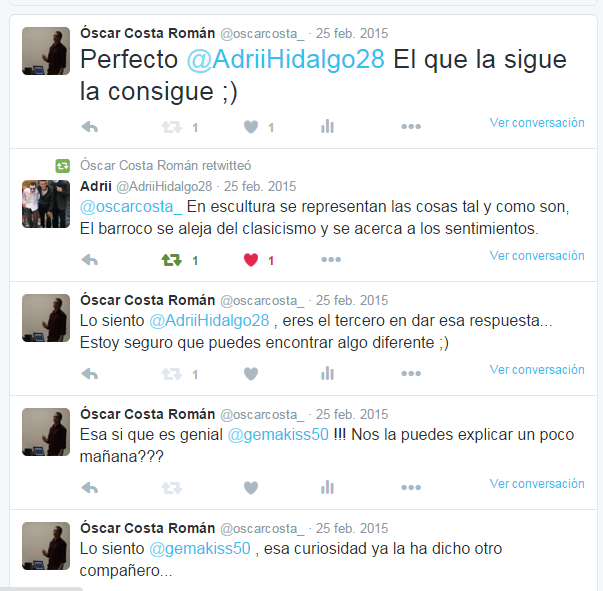 Óscar Costa Román @oscarcosta_ · 25 feb. 2015
Perfecto @AdriiHidalgo28 El que la sigue
la consigue ;)
1 1 Ver conversación
Óscar Costa Román retwitteó
Adrii @AdriiHidalgo28 · 25 feb. 2015
@oscarcosta_ En escultura se representan las cosas tal y como son,
El barroco se aleja del clasicismo y se acerca a los sentimientos.
1 1 Ver conversación
Óscar Costa Román @oscarcosta_ · 25 feb. 2015
Lo siento @AdriiHidalgo28 , eres el tercero en dar esa respuesta...
Estoy seguro que puedes encontrar algo diferente ;)
1 Ver conversación
Óscar Costa Román @oscarcosta_ · 25 feb. 2015
Esa si que es genial @gemakiss50 !!! Nos la puedes explicar un poco
mañana???
Ver conversación
Óscar Costa Román @oscarcosta_ · 25 feb. 2015
Lo siento @gemakiss50 , esa curiosidad ya la ha dicho otro
compañero...